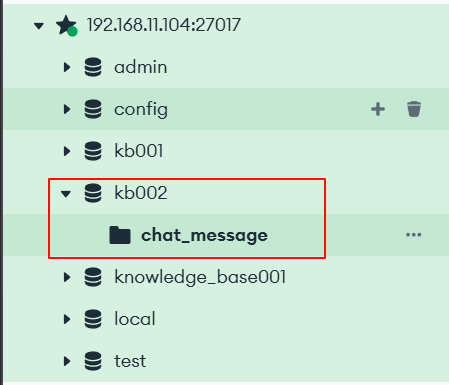 192.168.11.104:27017
admin
config
kb001
kb002
chat_message
knowledge_base001
local
test